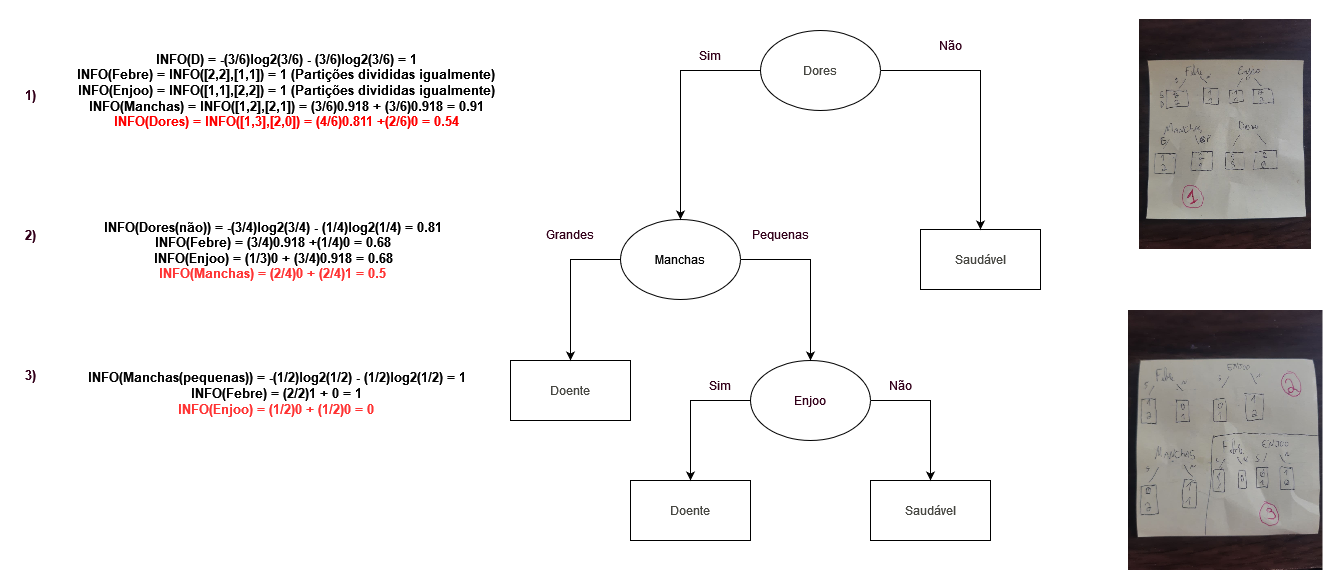 1)
INFO(D) = -(3/6)log2(3/6) - (3/6)log2(3/6) = 1
INFO(Febre) = INFO([2,2],[1,1]) = 1 (Partições divididas igualmente)
INFO(Enjoo) = INFO([1,1],[2,2]) = 1 (Partições divididas igualmente)
INFO(Manchas) = INFO([1,2],[2,1]) = (3/6)0.918 + (3/6)0.918 = 0.91
INFO(Dores) = INFO([1,3],[2,0]) = (4/6)0.811 +(2/6)0 = 0.54
2)
INFO(Dores(não)) = -(3/4)log2(3/4) - (1/4)log2(1/4) = 0.81
INFO(Febre) = (3/4)0.918 +(1/4)0 = 0.68
INFO(Enjoo) = (1/3)0 + (3/4)0.918 = 0.68
INFO(Manchas) = (2/4)0 + (2/4)1 = 0.5
3)
INFO(Manchas(pequenas)) = -(1/2)log2(1/2) - (1/2)log2(1/2) = 1
INFO(Febre) = (2/2)1 + 0 = 1
INFO(Enjoo) = (1/2)0 + (1/2)0 = 0
Dores
Sim
Não
Manchas
Saudável
Grandes
Pequenas
Doente
Enjoo
Sim
Não
Doente
Saudável
Febre Enjoo
Manchas
1
Febre ENJOO
2
MANCHAS
ENJOO
3